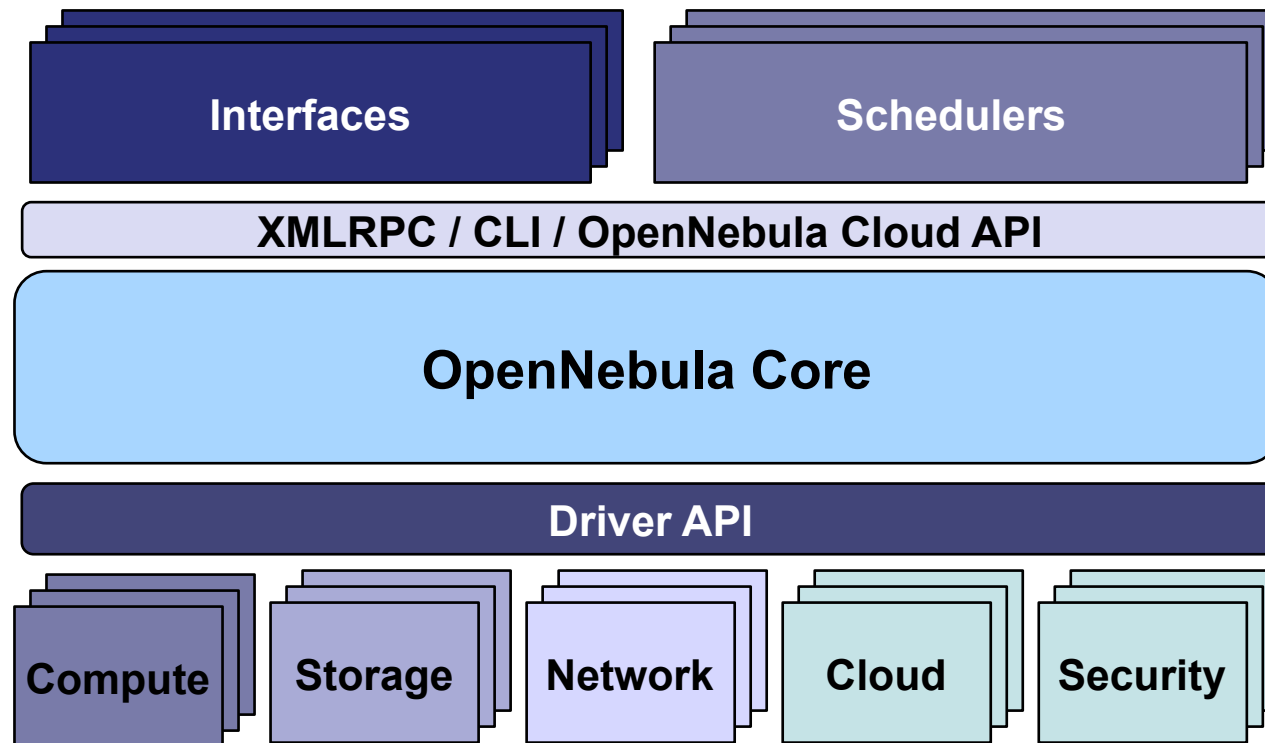 Interfaces
Schedulers
XMLRPC / CLI / OpenNebula Cloud API
OpenNebula Core
Driver API
Compute
Storage
Network
Cloud
Security